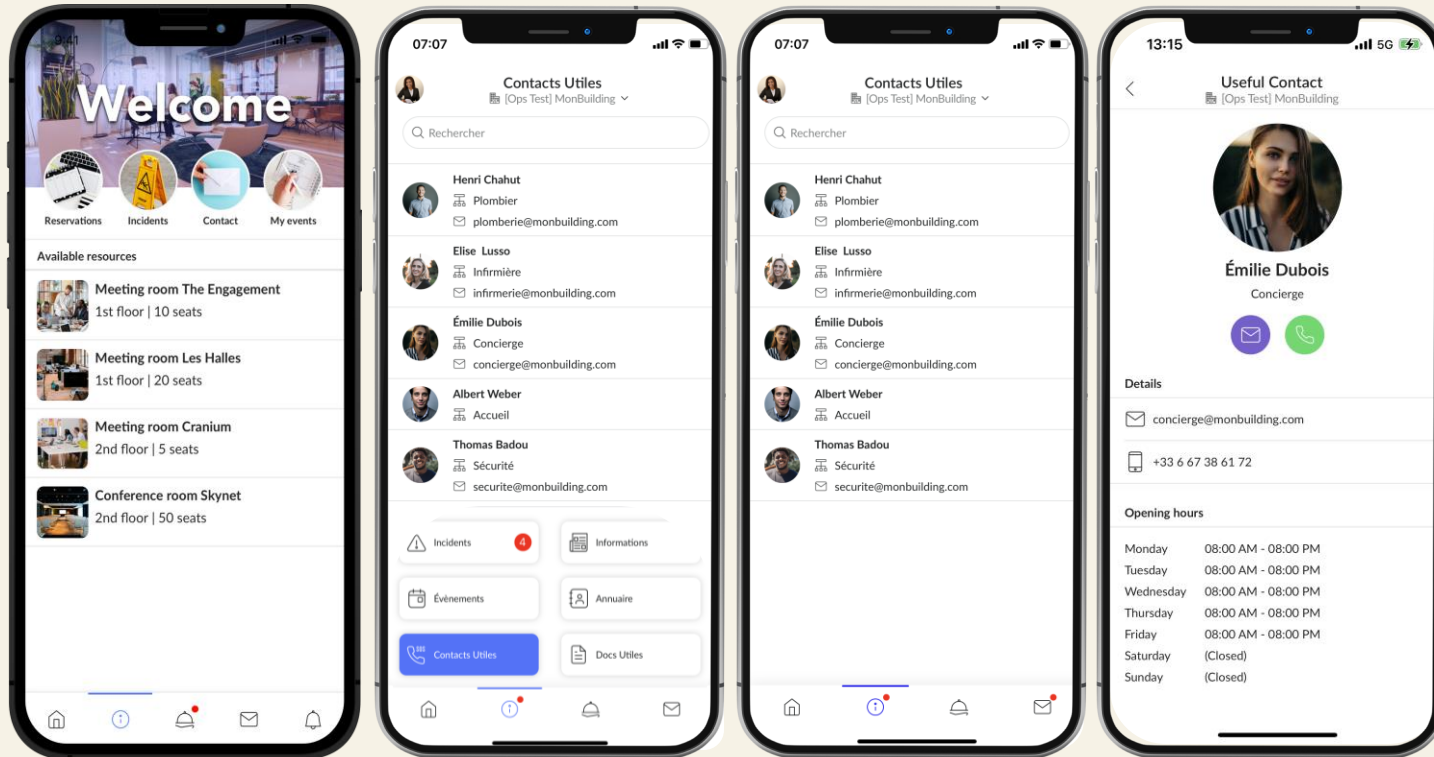 9:41
Welcome
Reservations
Incidents
Contact
My events
Available resources
Meeting room The Engagement
1st floor | 10 seats
Meeting room Les Halles
1st floor | 20 seats
Meeting room Cranium
2nd floor | 5 seats
Conference room Skynet
2nd floor | 50 seats
07:07
Contacts Utiles
[Ops Test] MonBuilding
Rechercher
Henri Chahut
Plombier
plomberie@monbuilding.com
Elise Lusso
Infirmière
infirmerie@monbuilding.com
Émilie Dubois
Concierge
concierge@monbuilding.com
Albert Weber
Accueil
Thomas Badou
Sécurité
securite@monbuilding.com
Incidents 4
Informations
Évènements
Annuaire
Contacts Utiles
Docs Utiles
07:07
Contacts Utiles
[Ops Test] MonBuilding
Rechercher
Henri Chahut
Plombier
plomberie@monbuilding.com
Elise Lusso
Infirmière
infirmerie@monbuilding.com
Émilie Dubois
Concierge
concierge@monbuilding.com
Albert Weber
Accueil
Thomas Badou
Sécurité
securite@monbuilding.com
13:15
5G
Useful Contact
[Ops Test] MonBuilding
Émilie Dubois
Concierge
Details
concierge@monbuilding.com
+33 6 67 38 61 72
Opening hours
Monday 08:00 AM - 08:00 PM
Tuesday 08:00 AM - 08:00 PM
Wednesday 08:00 AM - 08:00 PM
Thursday 08:00 AM - 08:00 PM
Friday 08:00 AM - 08:00 PM
Saturday (Closed)
Sunday (Closed)